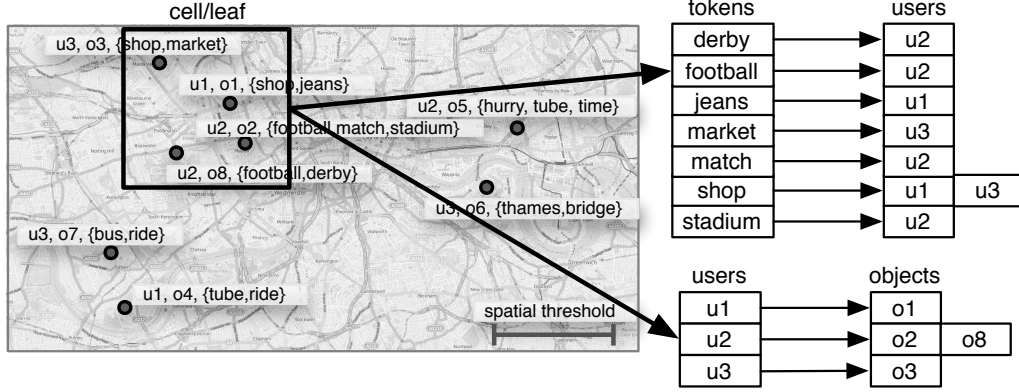 cell/leaf
u3, o3, {shop,market}
u1, o1, {shop,jeans}
u2, o5, {hurry, tube, time}
u2, o2, {football,match,stadium}
u2, o8, {football,derby}
u3, o6, {thames,bridge}
u3, o7, {bus,ride}
u1, o4, {tube,ride}
spatial threshold
tokens users
derby u2
football u2
jeans u1
market u3
match u2
shop u1 u3
stadium u2
users objects
u1 o1
u2 o2 o8
u3 o3